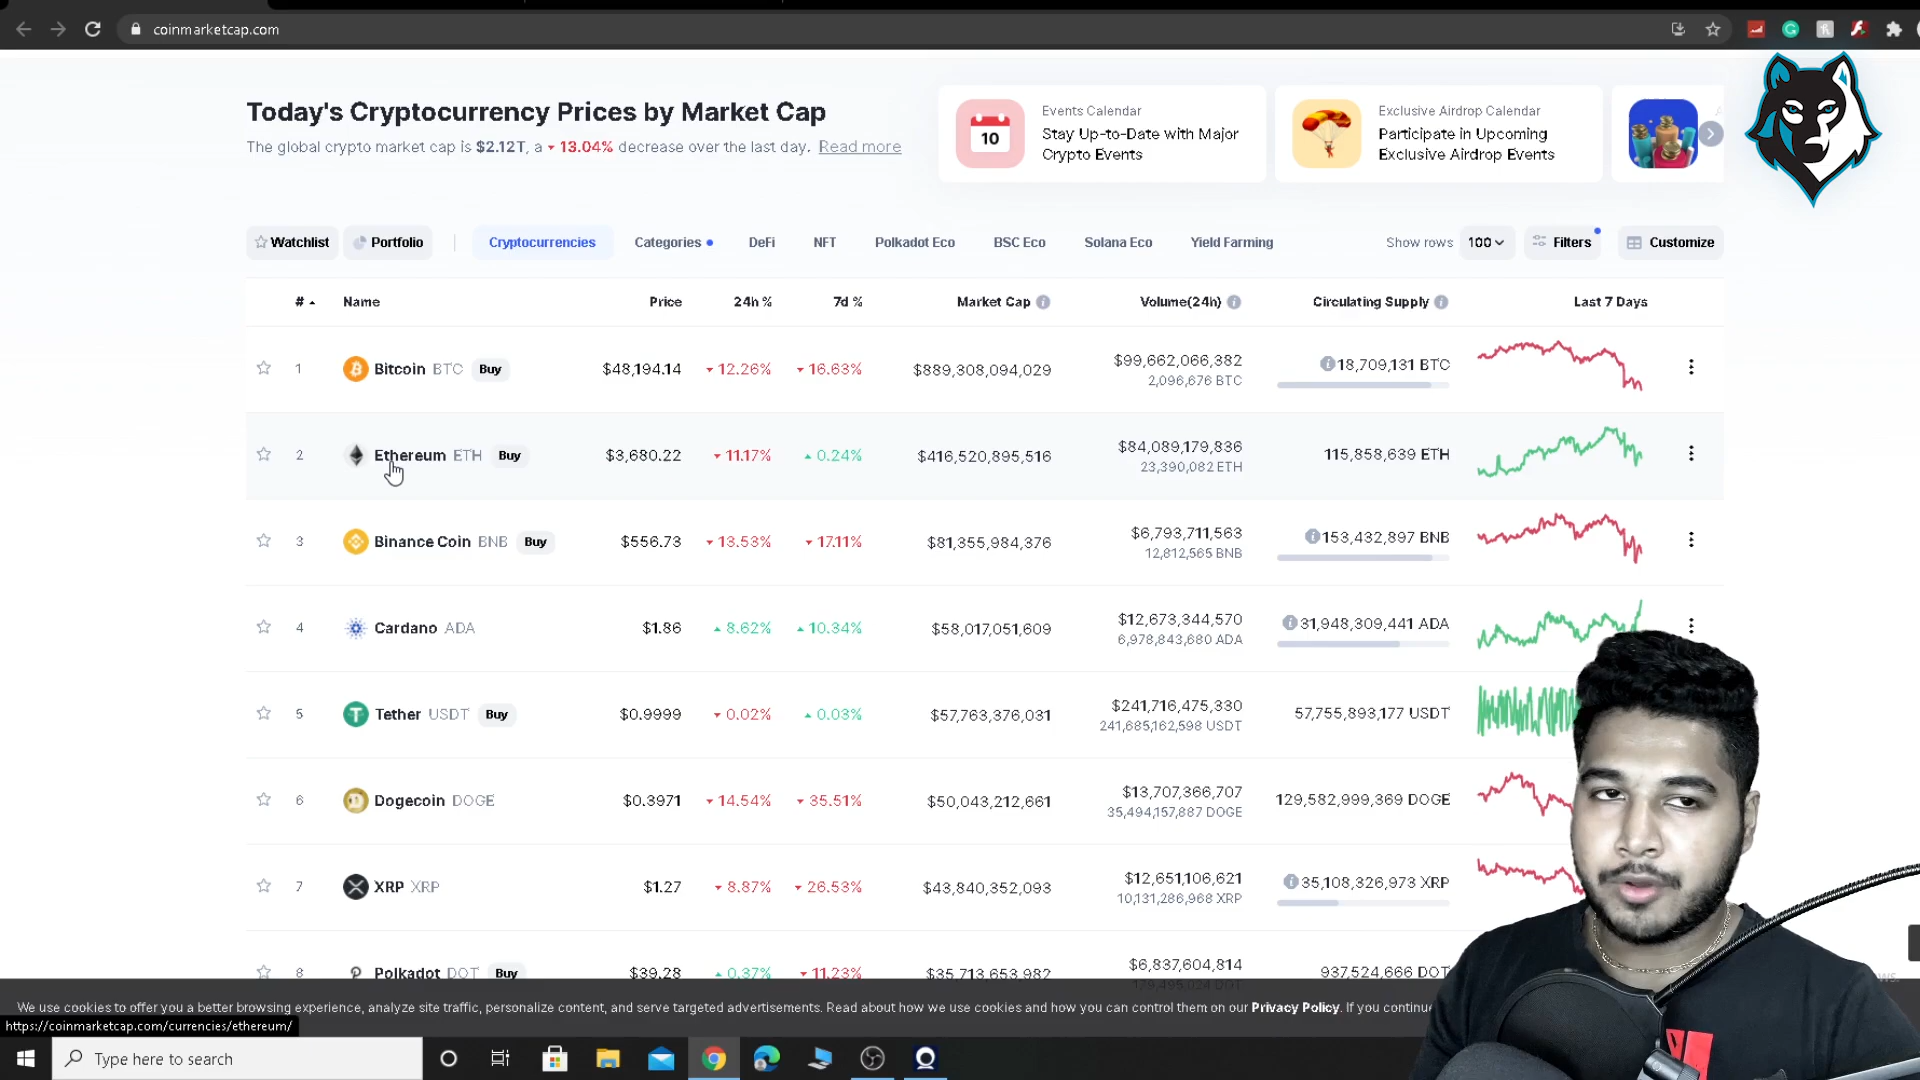 coinmarketcap.com
Today's Cryptocurrency Prices by Market Cap
The global crypto market cap is $2.12T, a 13.04% decrease over the last day. Read more
Events Calendar
Stay Up-to-Date with Major
Crypto Events
10
Exclusive Airdrop Calendar
Participate in Upcoming
Exclusive Airdrop Events
Watchlist Portfolio Cryptocurrencies Categories DeFi NFT Polkadot Eco BSC Eco Solana Eco Yield Farming Show rows 100 Filters Customize
# Name Price 24h % 7d % Market Cap Volume(24h) Circulating Supply Last 7 Days
1 Bitcoin BTC Buy $48,194.14 12.26% 16.63% $889,308,094,029 $99,662,066,382 18,709,131 BTC
2,096,676 BTC
2 Ethereum ETH Buy $3,680.22 11.17% 0.24% $416,520,895,516 $84,089,179,836 115,858,639 ETH
23,390,082 ETH
3 Binance Coin BNB Buy $556.73 13.53% 17.11% $81,355,984,376 $6,793,711,563 153,432,897 BNB
12,812,565 BNB
4 Cardano ADA $1.86 8.62% 10.34% $58,017,051,609 $12,673,344,570 31,948,309,441 ADA
6,978,843,680 ADA
5 Tether USDT Buy $0.9999 0.02% 0.03% $57,763,376,031 $241,716,475,330 57,755,893,177 USDT
241,685,162,598 USDT
6 Dogecoin DOGE $0.3971 14.54% 35.51% $50,043,212,661 $13,707,366,707 129,582,999,369 DOGE
35,494,157,887 DOGE
7 XRP XRP $1.27 8.87% 26.53% $43,840,352,093 $12,651,106,621 35,108,326,973 XRP
10,131,286,968 XRP
8 Polkadot DOT Buy $39.28 0.37% 11.23% $35,713,653,982 $6,837,604,814 937,524,666 DOT
We use cookies to offer you a better browsing experience, analyze site traffic, personalize content, and serve targeted advertisements. Read about how we use cookies and how you can control them on our Privacy Policy. If you continue
https://coinmarketcap.com/currencies/ethereum/
Type here to search